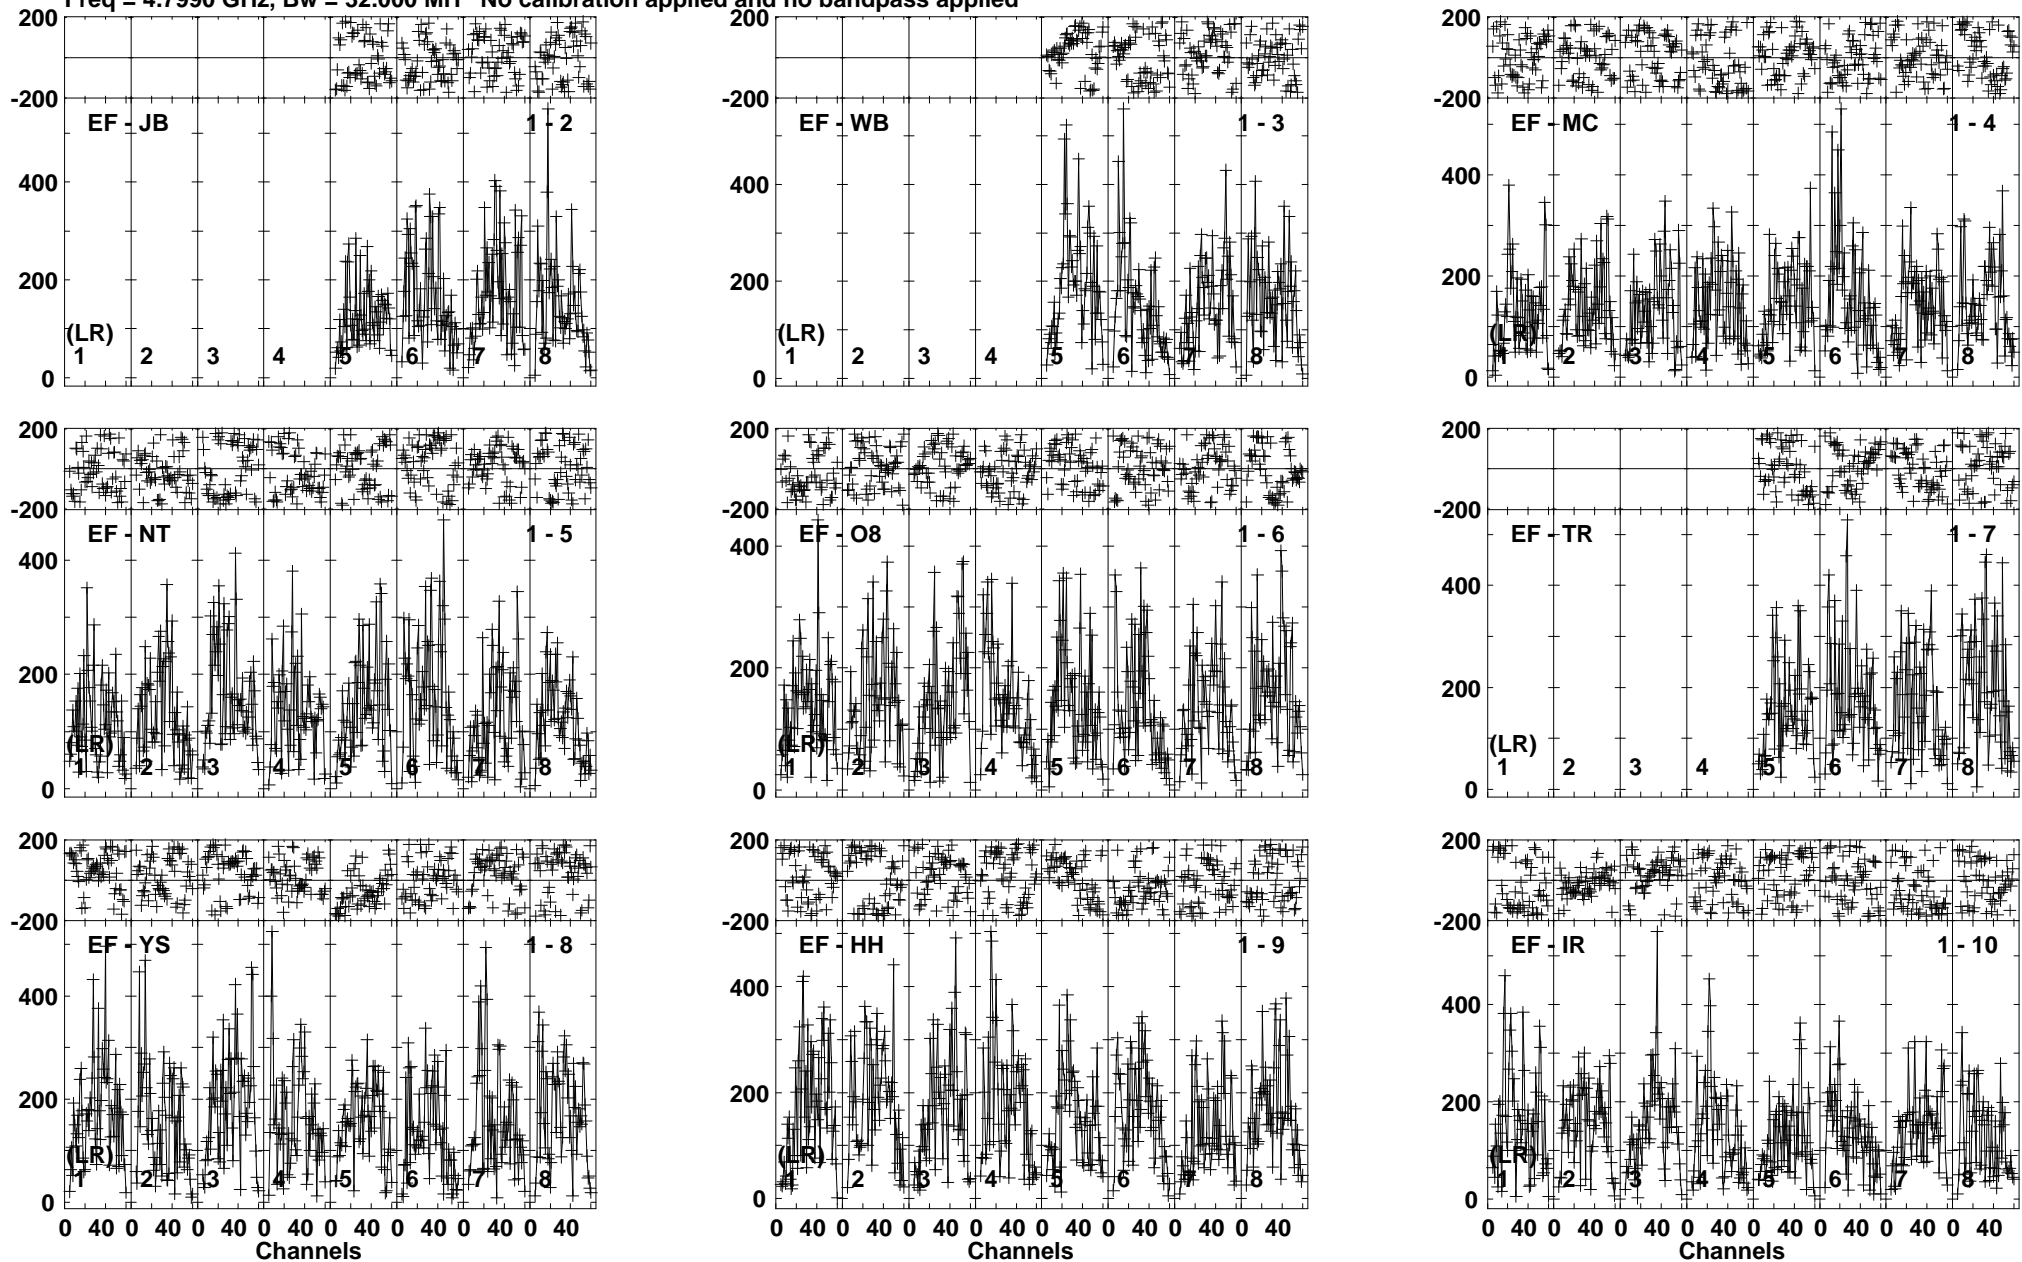 Freq = 4.7990 GHz, Bw = 32.000 MH No calibration applied and no bandpass applied
200 200 200
-200 -200 -200
EF - JB 1 - 2 EF - WB 1 - 3 EF - MC 1 - 4
400 400 400
200 200 200
(LR) (LR) (LR)
1 2 3 4 5 6 7 8 1 2 3 4 5 6 7 8 1 2 3 4 5 6 7 8
0 0 0
200 200 200
-200 -200 -200
EF - NT 1 - 5 EF - O8 1 - 6 EF - TR 1 - 7
400 400 400
200 200 200
(LR) (LR) (LR)
1 2 3 4 5 6 7 8 1 2 3 4 5 6 7 8 1 2 3 4 5 6 7 8
0 0 0
200 200 200
-200 -200 -200
EF - YS 1 - 8 EF - HH 1 - 9 EF - IR 1 - 10
400 400 400
200 200 200
(LR) (LR) (LR)
1 2 3 4 5 6 7 8 1 2 3 4 5 6 7 8 1 2 3 4 5 6 7 8
0 0 0
0 40 0 40 0 40 0 40 0 40 0 40 0 40 0 40 0 40 0 40 0 40 0 40 0 40 0 40 0 40 0 40 0 40 0 40 0 40 0 40 0 40 0 40 0 40 0 40
Channels Channels Channels